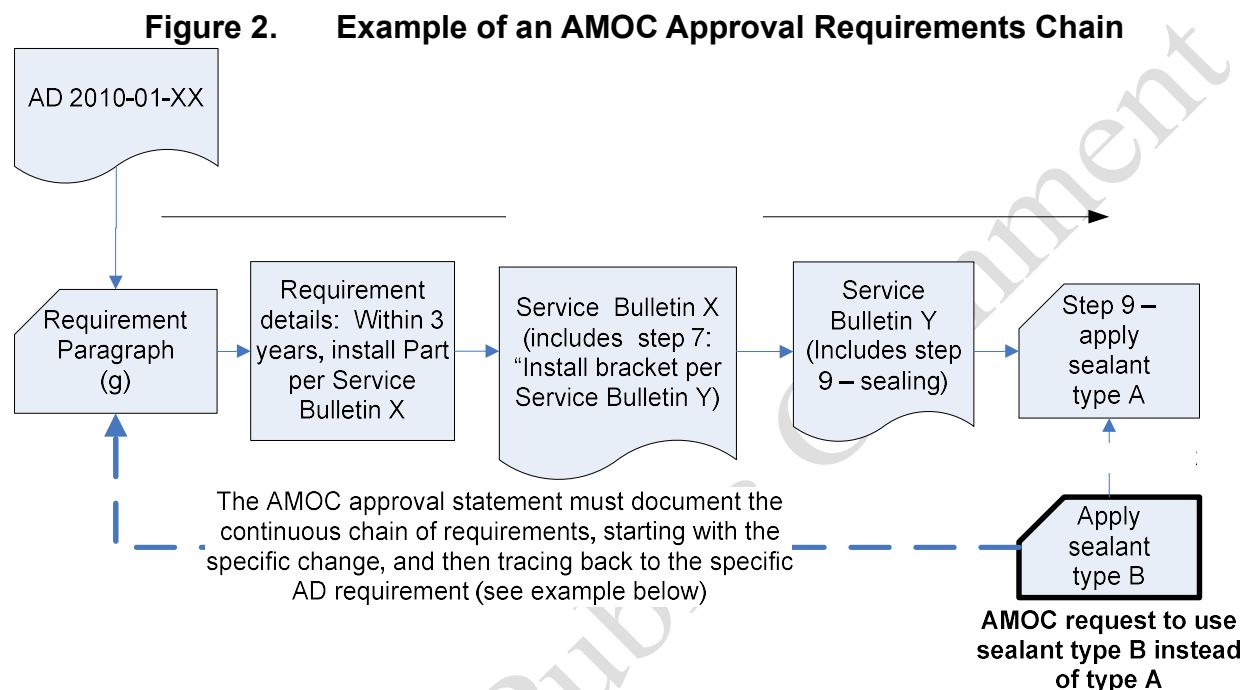 Figure 2. Example of an AMOC Approval Requirements Chain
AD 2010-01-XX
Requirement
Paragraph
(g)
Requirement
details: Within 3
years, install Part
per Service
Bulletin X
Service Bulletin X
(includes step 7:
“Install bracket per
Service Bulletin Y)
Service
Bulletin Y
(Includes step
9 – sealing)
Step 9 –
apply
sealant
type A
The AMOC approval statement must document the
continuous chain of requirements, starting with the
specific change, and then tracing back to the specific
AD requirement (see example below)
Apply
sealant
type B
AMOC request to use
sealant type B instead
of type A